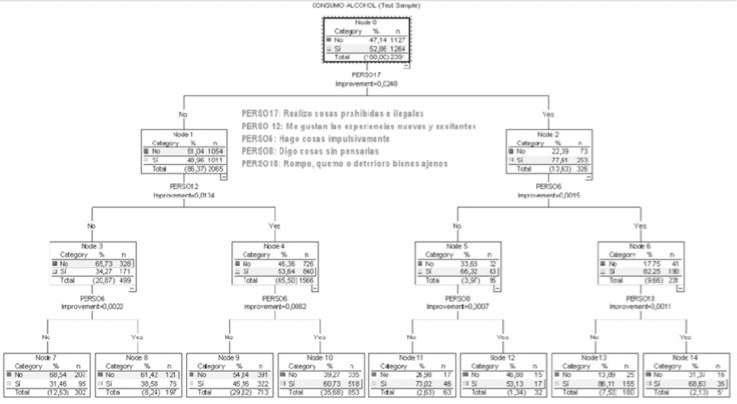 CONSUMO ALCOHOL (Test Sample)
Node 0
Category % n
No 47,14 1127
Sí 52,86 1264
Total (100,00) 2391
PERSO17
Improvement=0,0248
No
Yes
PERSO17: Realizo cosas prohibidas e ilegales
PERSO 12: Me gustan las experiencias nuevas y excitantes
PERSO6: Hago cosas impulsivamente
PERSO8: Digo cosas sin pensarlas
PERSO18: Rompo, quemo o deterioro bienes ajenos
Node 1
Category % n
No 51,04 1054
Sí 48,96 1011
Total (86,37) 2065
PERSO12
Improvement=0,0134
Node 2
Category % n
No 22,39 73
Sí 77,61 253
Total (13,63) 326
PERSO6
Improvement=0,0015
No
Yes
No
Yes
Node 3
Category % n
No 65,73 328
Sí 34,27 171
Total (20,87) 499
PERSO6
Improvement=0,0022
Node 4
Category % n
No 46,36 726
Sí 53,64 840
Total (65,50) 1566
PERSO6
Improvement=0,0082
Node 5
Category % n
No 33,68
Sí 66,32 63
Total (3,97) 95
PERSO8
Improvement=0,0007
Node 6
Category % n
No 17,75 41
Sí 82,25 190
Total (9,66) 231
PERSO18
Improvement=0,0011
No
Yes
No
Yes
No
Yes
No
Yes
Node 7
Category % n
No 68,54 207
Sí 31,46 95
Total (12,63) 302
Node 8
Category % n
No 61,42 121
Sí 38,58 76
Total (8,24) 197
Node 9
Category % n
No 54,84 391
Sí 45,16 322
Total (29,82) 713
Node 10
Category % n
No 39,27 335
Sí 60,73 518
Total (35,68) 853
Node 11
Category % n
No 26,98 17
Sí 73,02 46
Total (2,63) 63
Node 12
Category % n
No 46,88 15
Sí 53,13 17
Total (1,34) 32
Node 13
Category % n
No 13,89 25
Sí 86,11 155
Total (7,53) 180
Node 14
Category % n
No 31,37 16
Sí 68,63 35
Total (2,13) 51